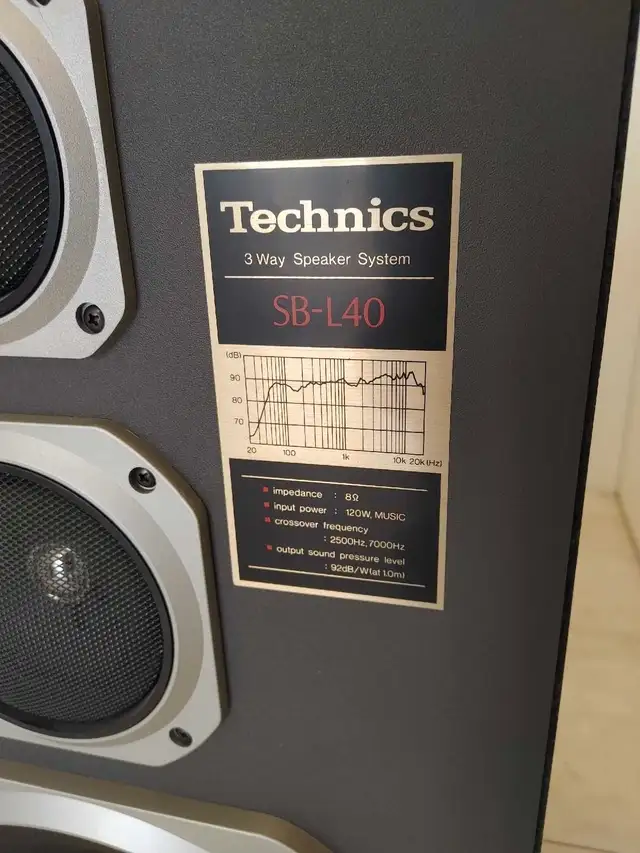 Technics
3 Way Speaker System
SB-L40
(dB)
90
80
70
20 100 1k 10k 20k (Hz)
impedance : 8Ω
input power : 120W, MUSIC
crossover frequency
: 2500Hz, 7000Hz
output sound pressure level
: 92dB/W(at 1.0m)